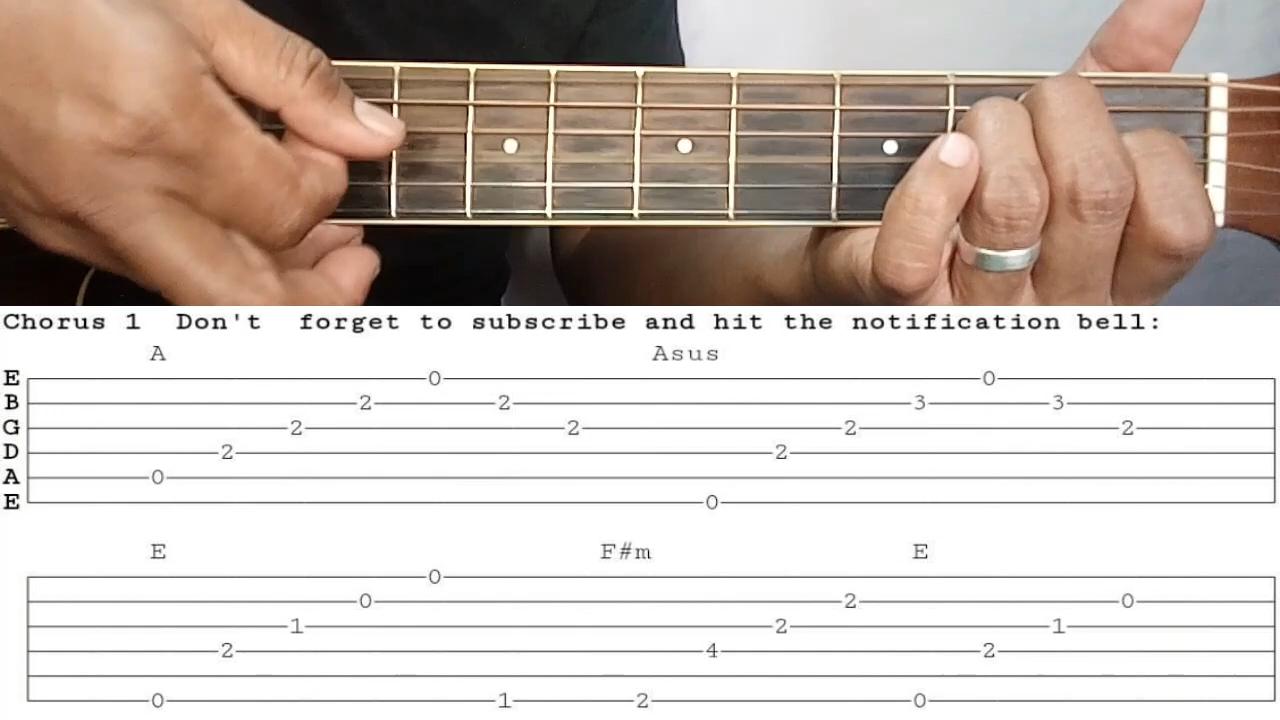 Chorus 1  Don't  forget to subscribe and hit the notification bell:
A Asus
E 0
B 2 2 3 3
G 2 2 2 2
D 2 2
A 0
E 0
E F#m E
0
0 2 0
1 2 1
2 4 2
0 1 2 0